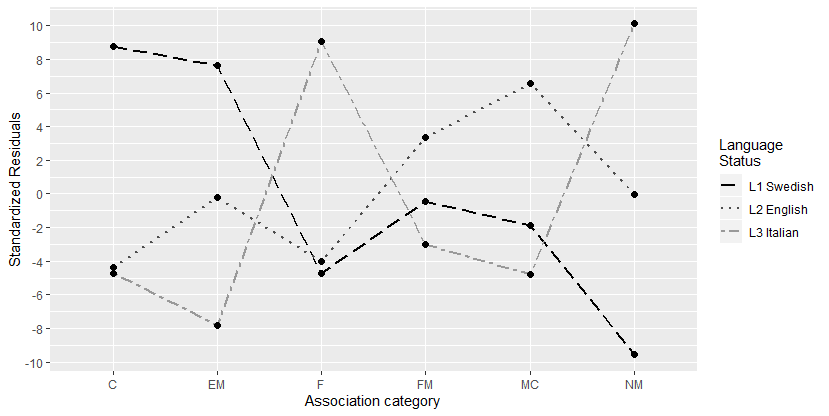 Standardized Residuals
10
8
6
4
2
0
-2
-4
-6
-8
-10
C EM F FM MC NM
Association category
Language
Status
L1 Swedish
L2 English
L3 Italian